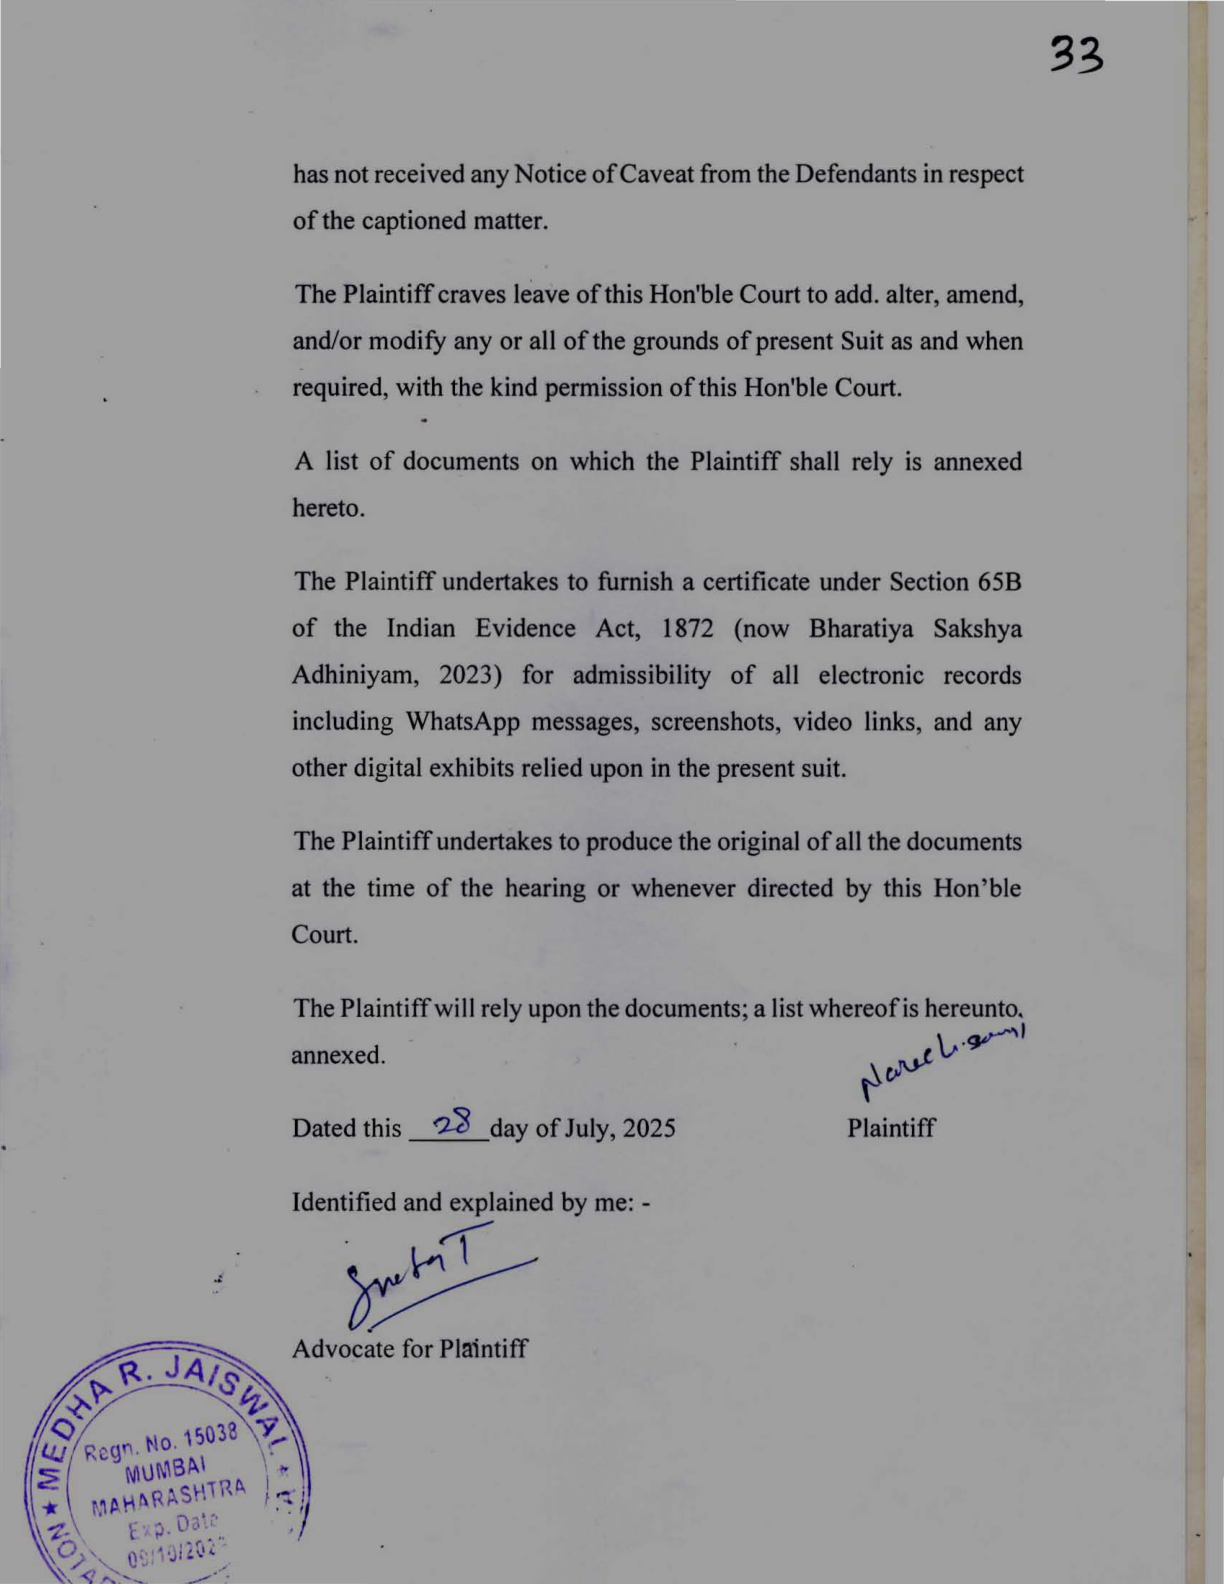 33
has not received any Notice of Caveat from the Defendants in respect
of the captioned matter.
The Plaintiff craves leave of this Hon'ble Court to add. alter, amend,
and/or modify any or all of the grounds of present Suit as and when
required, with the kind permission of this Hon'ble Court.
A list of documents on which the Plaintiff shall rely is annexed
hereto.
The Plaintiff undertakes to furnish a certificate under Section 65B
of the Indian Evidence Act, 1872 (now Bharatiya Sakshya
Adhiniyam, 2023) for admissibility of all electronic records
including WhatsApp messages, screenshots, video links, and any
other digital exhibits relied upon in the present suit.
The Plaintiff undertakes to produce the original of all the documents
at the time of the hearing or whenever directed by this Hon’ble
Court.
The Plaintiff will rely upon the documents; a list whereof is hereunto.
annexed.
Dated this 28 day of July, 2025
Plaintiff
Identified and explained by me: -
Advocate for Plaintiff
MEDHA R. JAISWAL
Regn. No. 15038
MUMBAI
MAHARASHTRA
Exp. Date